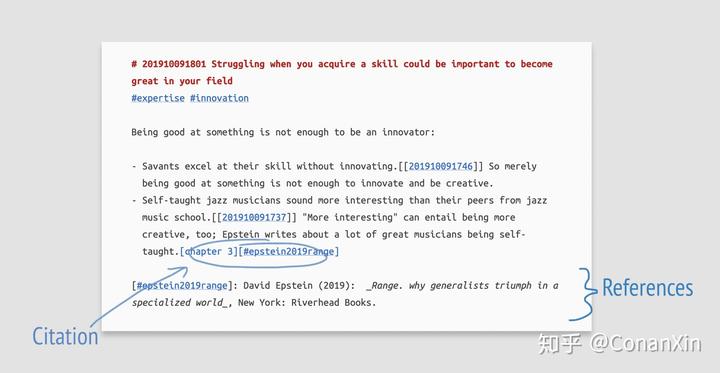 # 201910091801 Struggling when you acquire a skill could be important to become
great in your field
#expertise #innovation
Being good at something is not enough to be an innovator:
- Savants excel at their skill without innovating.[[201910091746]] So merely
being good at something is not enough to innovate and be creative.
- Self-taught jazz musicians sound more interesting than their peers from jazz
music school.[[201910091737]] "More interesting" can entail being more
creative, too; Epstein writes about a lot of great musicians being self-
taught.[chapter 3][#epstein2019range]
[#epstein2019range]: David Epstein (2019): _Range. why generalists triumph in a
specialized world_, New York: Riverhead Books.
References
Citation
知乎 @ConanXin